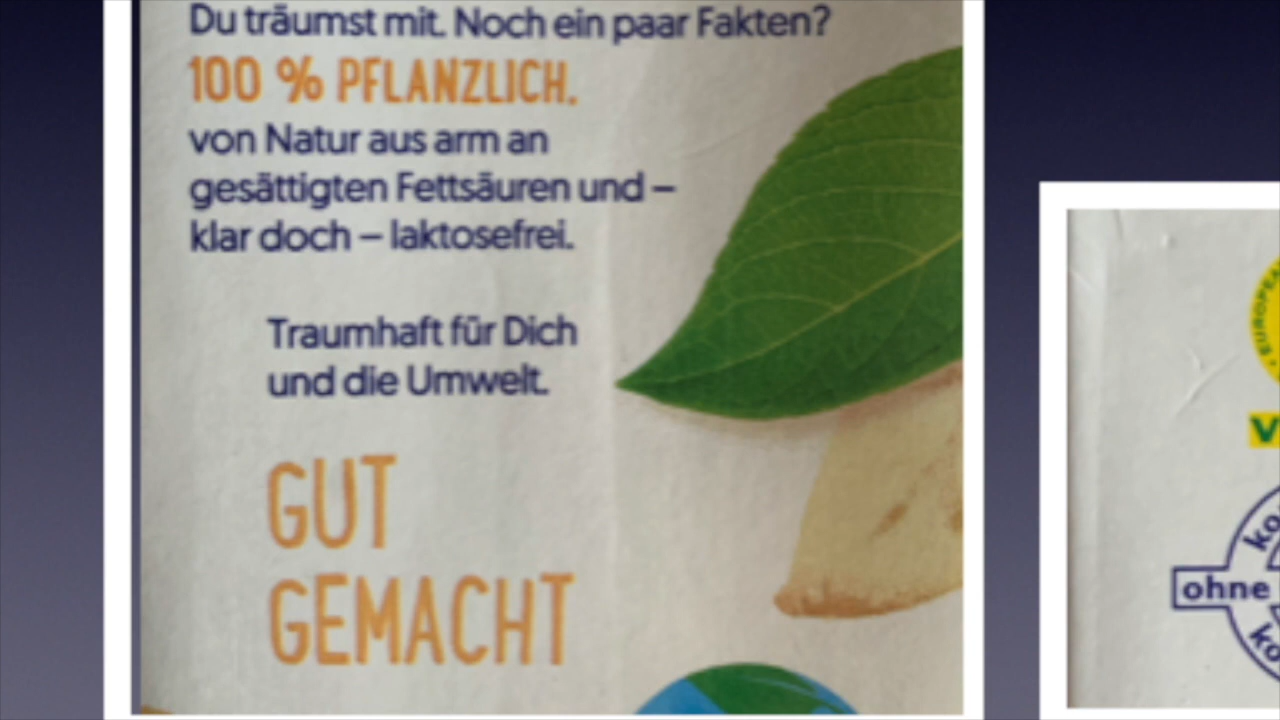 Du träumst mit. Noch ein paar Fakten?
100 % PFLANZLICH.
von Natur aus arm an
gesättigten Fettsäuren und –
klar doch – laktosefrei.
Traumhaft für Dich
und die Umwelt.
GUT
GEMACHT
ohne